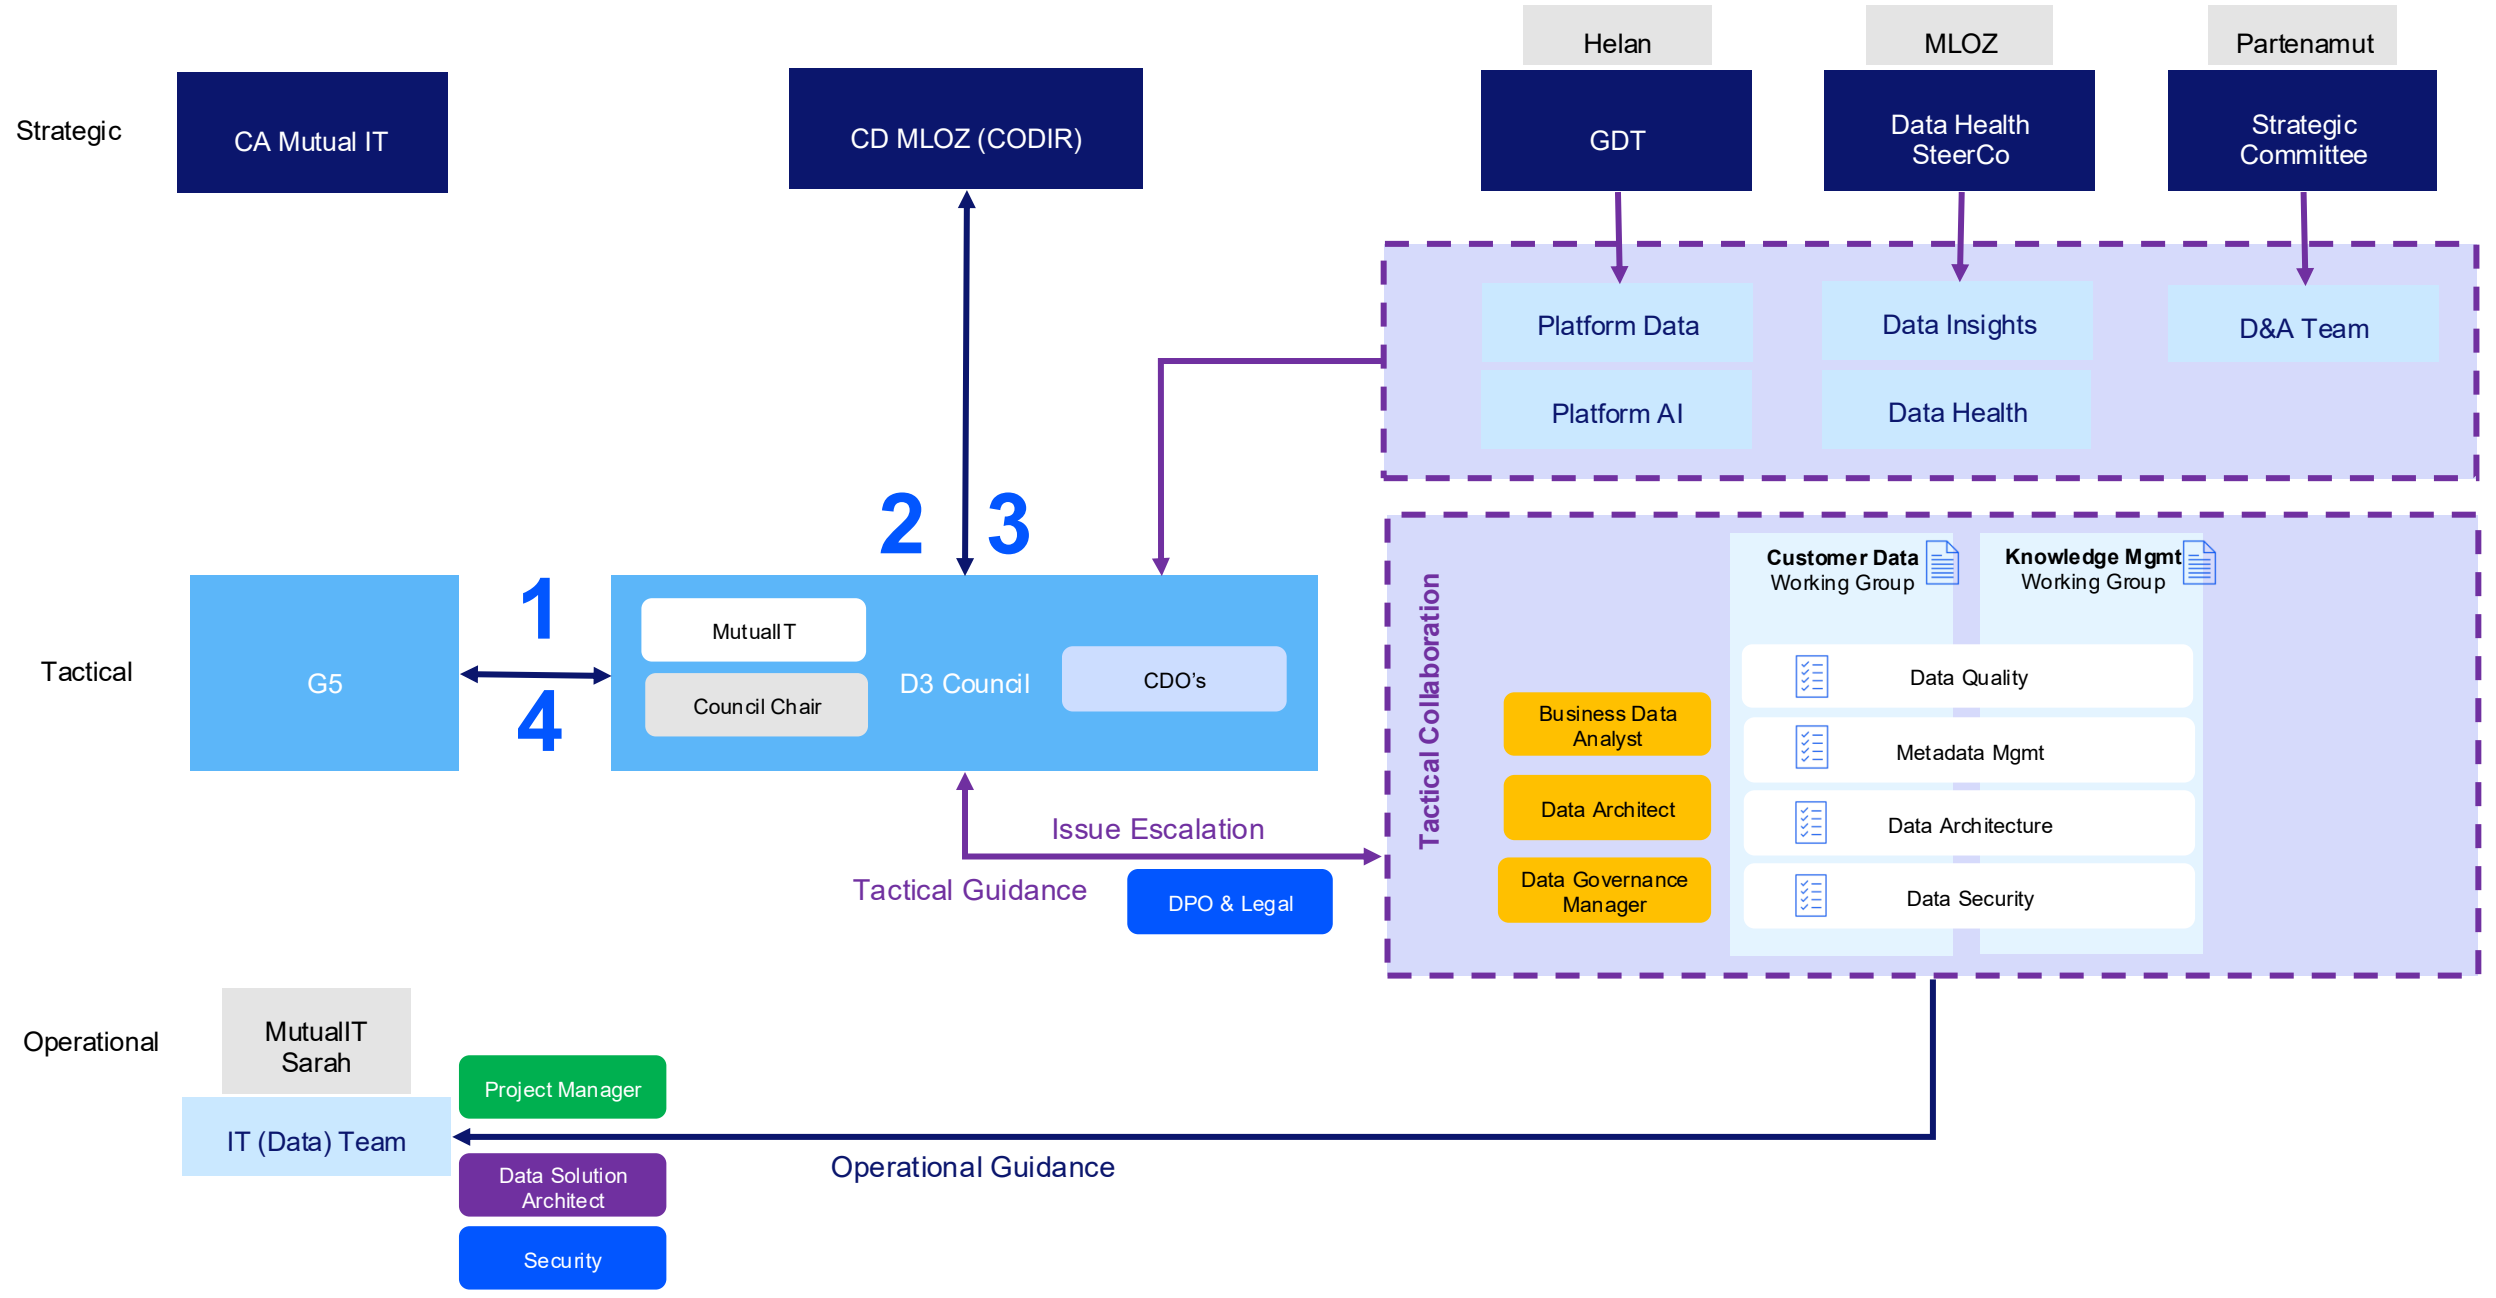 Helan
MLOZ
Partenamut
Strategic
CA Mutual IT
CD MLOZ (CODIR)
GDT
Data Health
SteerCo
Strategic
Committee
Platform Data
Data Insights
D&A Team
Platform AI
Data Health
2
3
1
4
Tactical
G5
MutualIT
Council Chair
D3 Council
CDO’s
Tactical Collaboration
Customer Data
Working Group
Knowledge Mgmt
Working Group
Data Quality
Metadata Mgmt
Data Architecture
Data Security
Business Data
Analyst
Data Architect
Data Governance
Manager
Issue Escalation
Tactical Guidance
DPO & Legal
Operational
MutualIT
Sarah
IT (Data) Team
Project Manager
Data Solution
Architect
Security
Operational Guidance